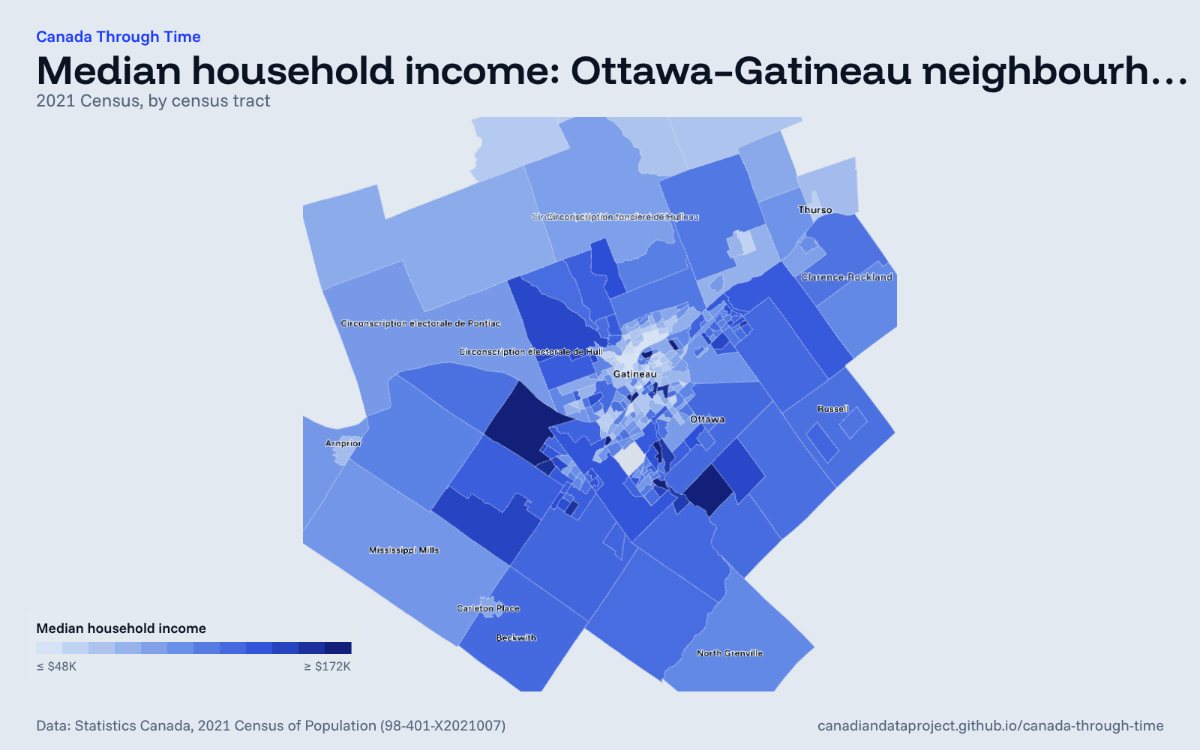 Canada Through Time
Median household income: Ottawa–Gatineau neighbourh…
2021 Census, by census tract
Thurso
Clarence-Rockland
Circonscription électorale de Pontiac
Circonscription électorale de Hull
Gatineau
Russell
Ottawa
Arnprior
Mississippi Mills
Carleton Place
Beckwith
North Grenville
Median household income
≤ $48K
≥ $172K
Data: Statistics Canada, 2021 Census of Population (98-401-X2021007)
canadiandataproject.github.io/canada-through-time